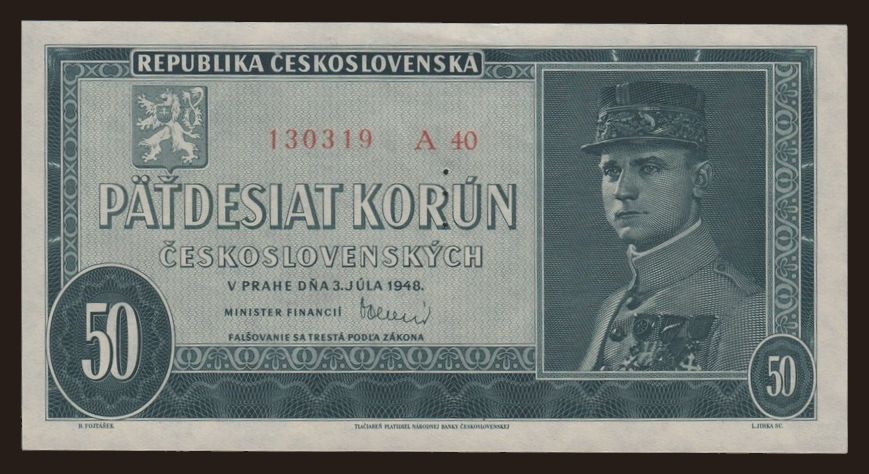 REPUBLIKA ČESKOSLOVENSKÁ
130319 A 40
PÄŤDESIAT KORÚN
ČESKOSLOVENSKÝCH
V PRAHE DŇA 3. JÚLA 1948.
MINISTER FINANCIÍ
FALŠOVANIE SA TRESTÁ PODĽA ZÁKONA
50
50
B. FOJTÁŠEK
TLAČIAREŇ PLATIDIEL NÁRODNEJ BANKY ČESKOSLOVENSKEJ
L. JIRKA SC.